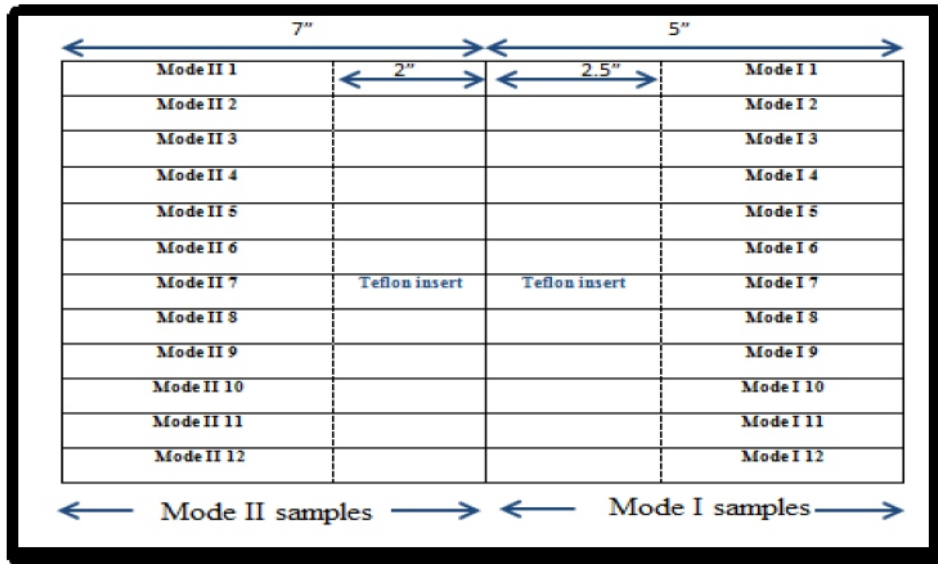 7” 5”
Mode II 1 2” 2.5” Mode I 1
Mode II 2 Mode I 2
Mode II 3 Mode I 3
Mode II 4 Mode I 4
Mode II 5 Mode I 5
Mode II 6 Mode I 6
Mode II 7 Teflon insert Teflon insert Mode I 7
Mode II 8 Mode I 8
Mode II 9 Mode I 9
Mode II 10 Mode I 10
Mode II 11 Mode I 11
Mode II 12 Mode I 12
Mode II samples Mode I samples